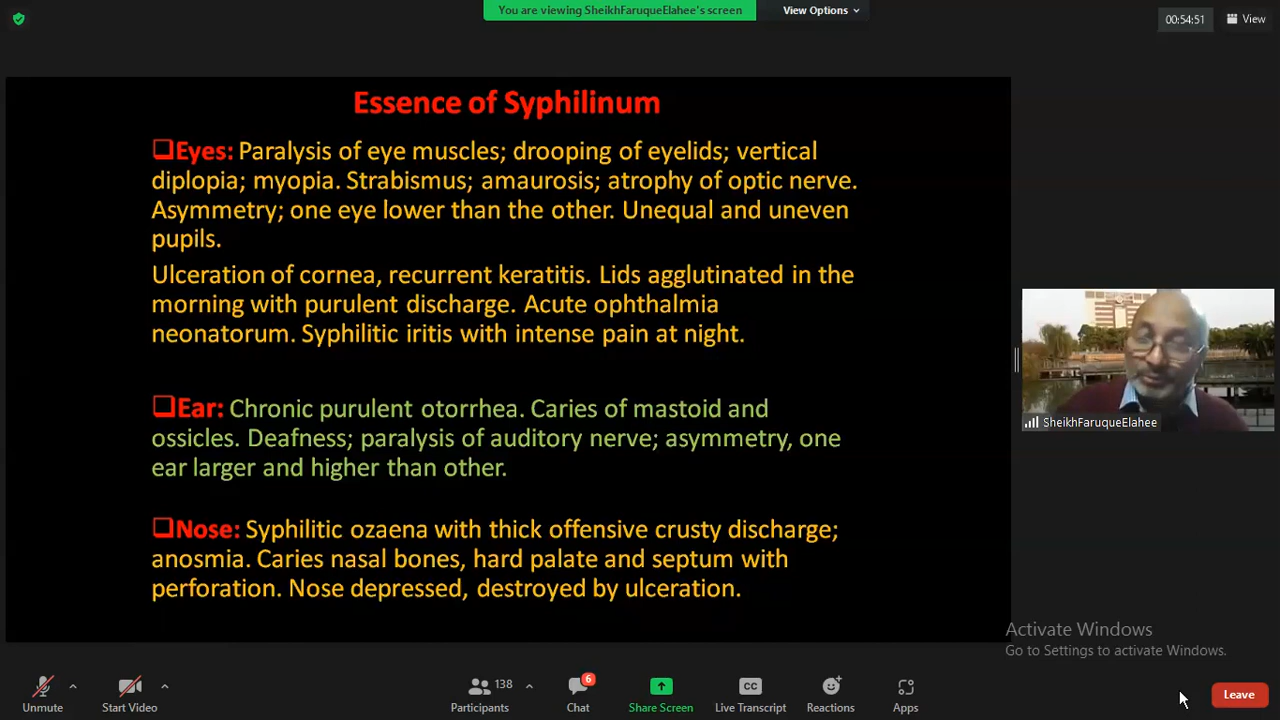 You are viewing SheikhFaruqueElahee's screen
View Options
00:54:51
View
Essence of Syphilinum
Eyes: Paralysis of eye muscles; drooping of eyelids; vertical
diplopia; myopia. Strabismus; amaurosis; atrophy of optic nerve.
Asymmetry; one eye lower than the other. Unequal and uneven
pupils.
Ulceration of cornea, recurrent keratitis. Lids agglutinated in the
morning with purulent discharge. Acute ophthalmia
neonatorum. Syphilitic iritis with intense pain at night.
Ear: Chronic purulent otorrhea. Caries of mastoid and
ossicles. Deafness; paralysis of auditory nerve; asymmetry, one
ear larger and higher than other.
Nose: Syphilitic ozaena with thick offensive crusty discharge;
anosmia. Caries nasal bones, hard palate and septum with
perforation. Nose depressed, destroyed by ulceration.
SheikhFaruqueElahee
Activate Windows
Go to Settings to activate Windows.
Unmute
Start Video
138
Participants
6
Chat
Share Screen
CC
Live Transcript
Reactions
Apps
Leave